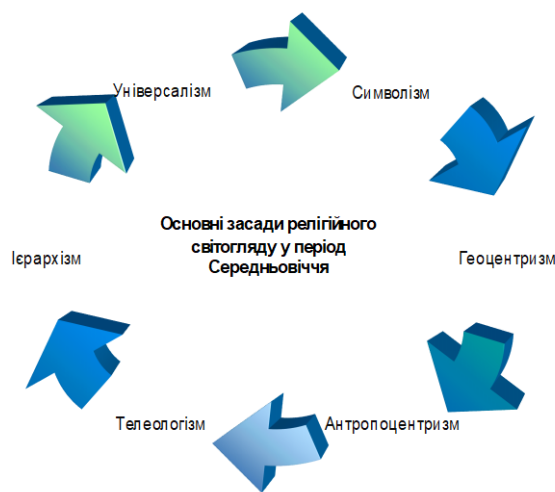 Універсалізм
Символізм
Основні засади релігійного
світогляду у період
Середньовіччя
Ієрархізм
Геоцентризм
Телеологізм
Антропоцентризм